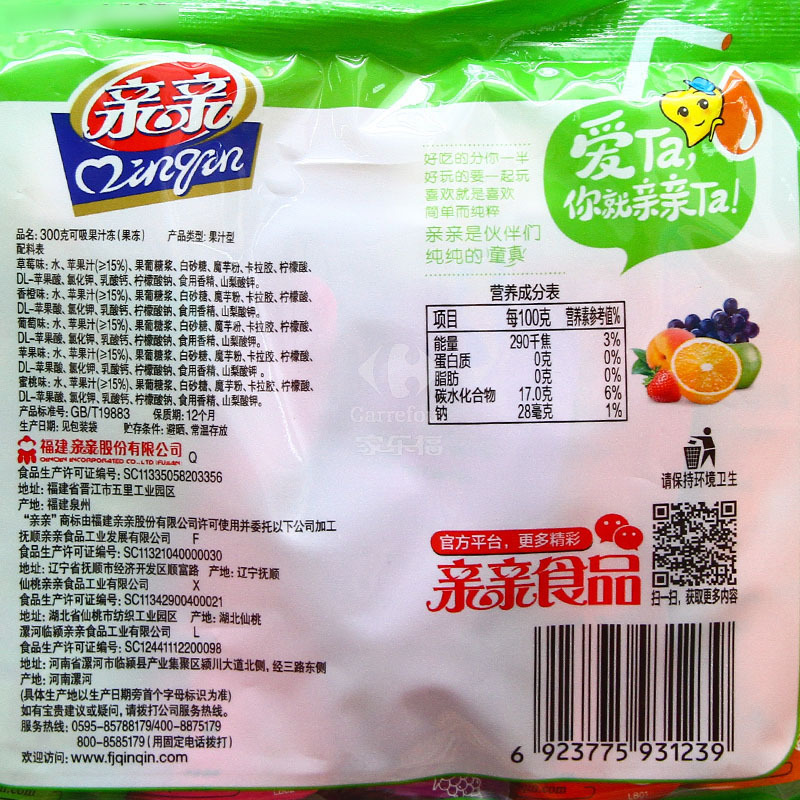 亲亲
Qinqin
好吃的分你一半
好玩的要一起玩
喜欢就是喜欢
简单而纯粹
亲亲是伙伴们
纯纯的童真
爱Ta,
你就亲亲Ta!
品名: 300克可吸果汁冻(果冻) 产品类型: 果汁型
配料表
草莓味: 水、苹果汁(≥15%)、果葡糖浆、白砂糖、魔芋粉、卡拉胶、柠檬酸、
DL-苹果酸、氯化钾、乳酸钙、柠檬酸钠、食用香精、山梨酸钾。
香橙味: 水、苹果汁(≥15%)、果葡糖浆、白砂糖、魔芋粉、卡拉胶、柠檬酸、
DL-苹果酸、氯化钾、乳酸钙、柠檬酸钠、食用香精、山梨酸钾。
葡萄味: 水、苹果汁(≥15%)、果葡糖浆、白砂糖、魔芋粉、卡拉胶、柠檬酸、
DL-苹果酸、氯化钾、乳酸钙、柠檬酸钠、食用香精、山梨酸钾。
苹果味: 水、苹果汁(≥15%)、果葡糖浆、白砂糖、魔芋粉、卡拉胶、柠檬酸、
DL-苹果酸、氯化钾、乳酸钙、柠檬酸钠、食用香精、山梨酸钾。
蜜桃味: 水、苹果汁(≥15%)、果葡糖浆、白砂糖、魔芋粉、卡拉胶、柠檬酸、
DL-苹果酸、氯化钾、乳酸钙、柠檬酸钠、食用香精、山梨酸钾。
产品标准号: GB/T19883 保质期: 12个月
生产日期: 见包装袋 贮存条件: 避晒、常温存放
福建亲亲股份有限公司 Q
QINQIN INCORPORATED CO.,LTD.(FUJIAN)
食品生产许可证编号: SC11335058203356
地址: 福建省晋江市五里工业园区
产地: 福建泉州
“亲亲”商标由福建亲亲股份有限公司许可使用并委托以下公司加工
抚顺亲亲食品工业发展有限公司 F
食品生产许可证编号: SC11321040000030
地址: 辽宁省抚顺市经济开发区顺富路 产地: 辽宁抚顺
仙桃亲亲食品工业有限公司 X
食品生产许可证编号: SC11342900400021
地址: 湖北省仙桃市纺织工业园区 产地: 湖北仙桃
漯河临颍亲亲食品工业有限公司 L
食品生产许可证编号: SC12441112200098
地址: 河南省漯河市临颍县产业集聚区颍川大道北侧, 经三路东侧
产地: 河南漯河
(具体生产地以生产日期旁首个字母标识为准)
如有宝贵建议或疑问, 请拨打公司服务热线。
服务热线: 0595-85788179/400-8875179
800-8585179 (用固定电话拨打)
欢迎访问: www.fjqinqin.com
营养成分表
项目 每100克 营养素参考值%
能量 290千焦 3%
蛋白质 0克 0%
脂肪 0克 0%
碳水化合物 17.0克 6%
钠 28毫克 1%
Carrefour
家乐福
请保持环境卫生
官方平台, 更多精彩
亲亲食品
扫一扫, 获取更多内容
6 923775 931239